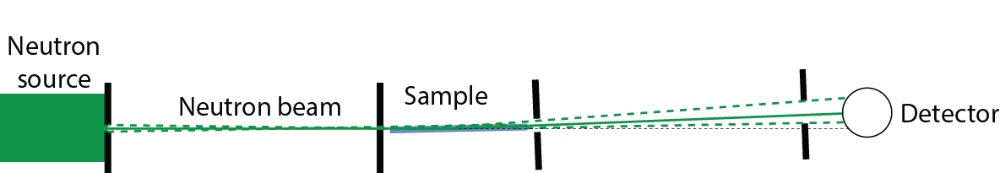 Neutron
source
Neutron beam
Sample
Detector